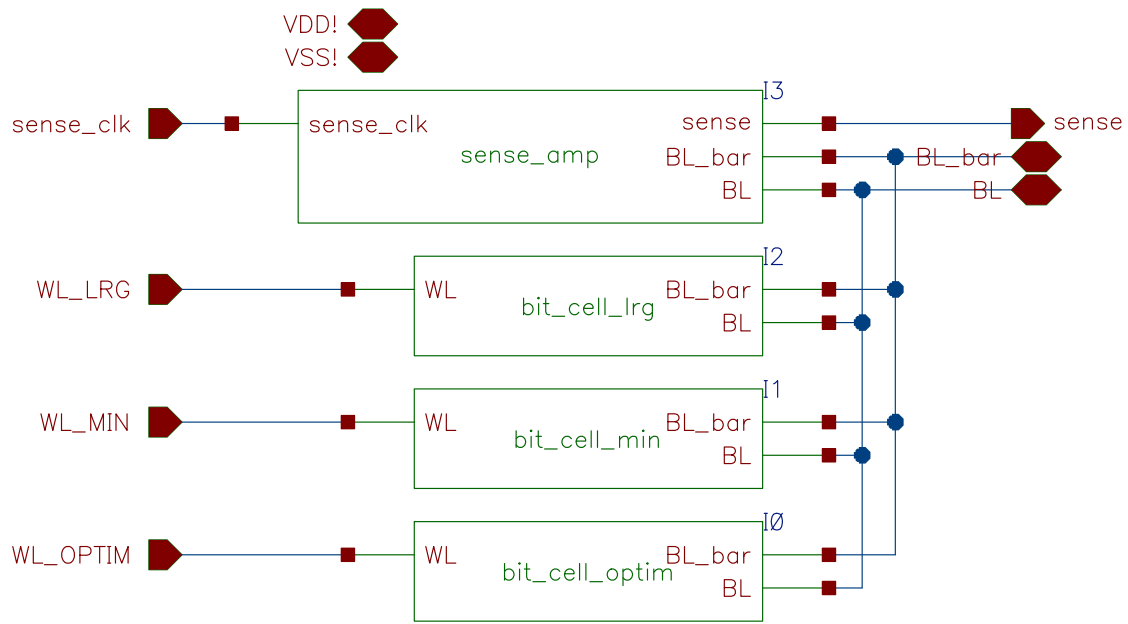 VDD!
VSS!
I3
sense_clk
sense_clk
sense
sense
sense_amp
BL_bar
BL_bar
BL
BL
I2
WL_LRG
WL
BL_bar
bit_cell_lrg
BL
I1
WL_MIN
WL
BL_bar
bit_cell_min
BL
I0
WL_OPTIM
WL
BL_bar
bit_cell_optim
BL